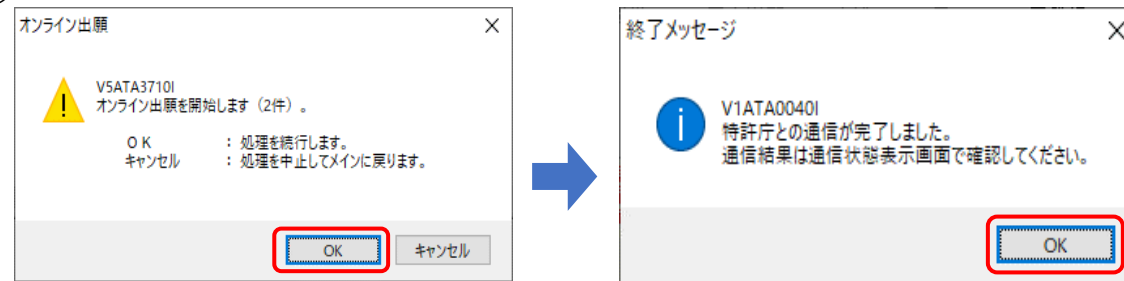 オンライン出願
V5ATA3710I
オンライン出願を開始します（2件）。
ＯＫ ： 処理を続行します。
キャンセル ： 処理を中止してメインに戻ります。
OK キャンセル
終了メッセージ
V1ATA0040I
特許庁との通信が完了しました。
通信結果は通信状態表示画面で確認してください。
OK